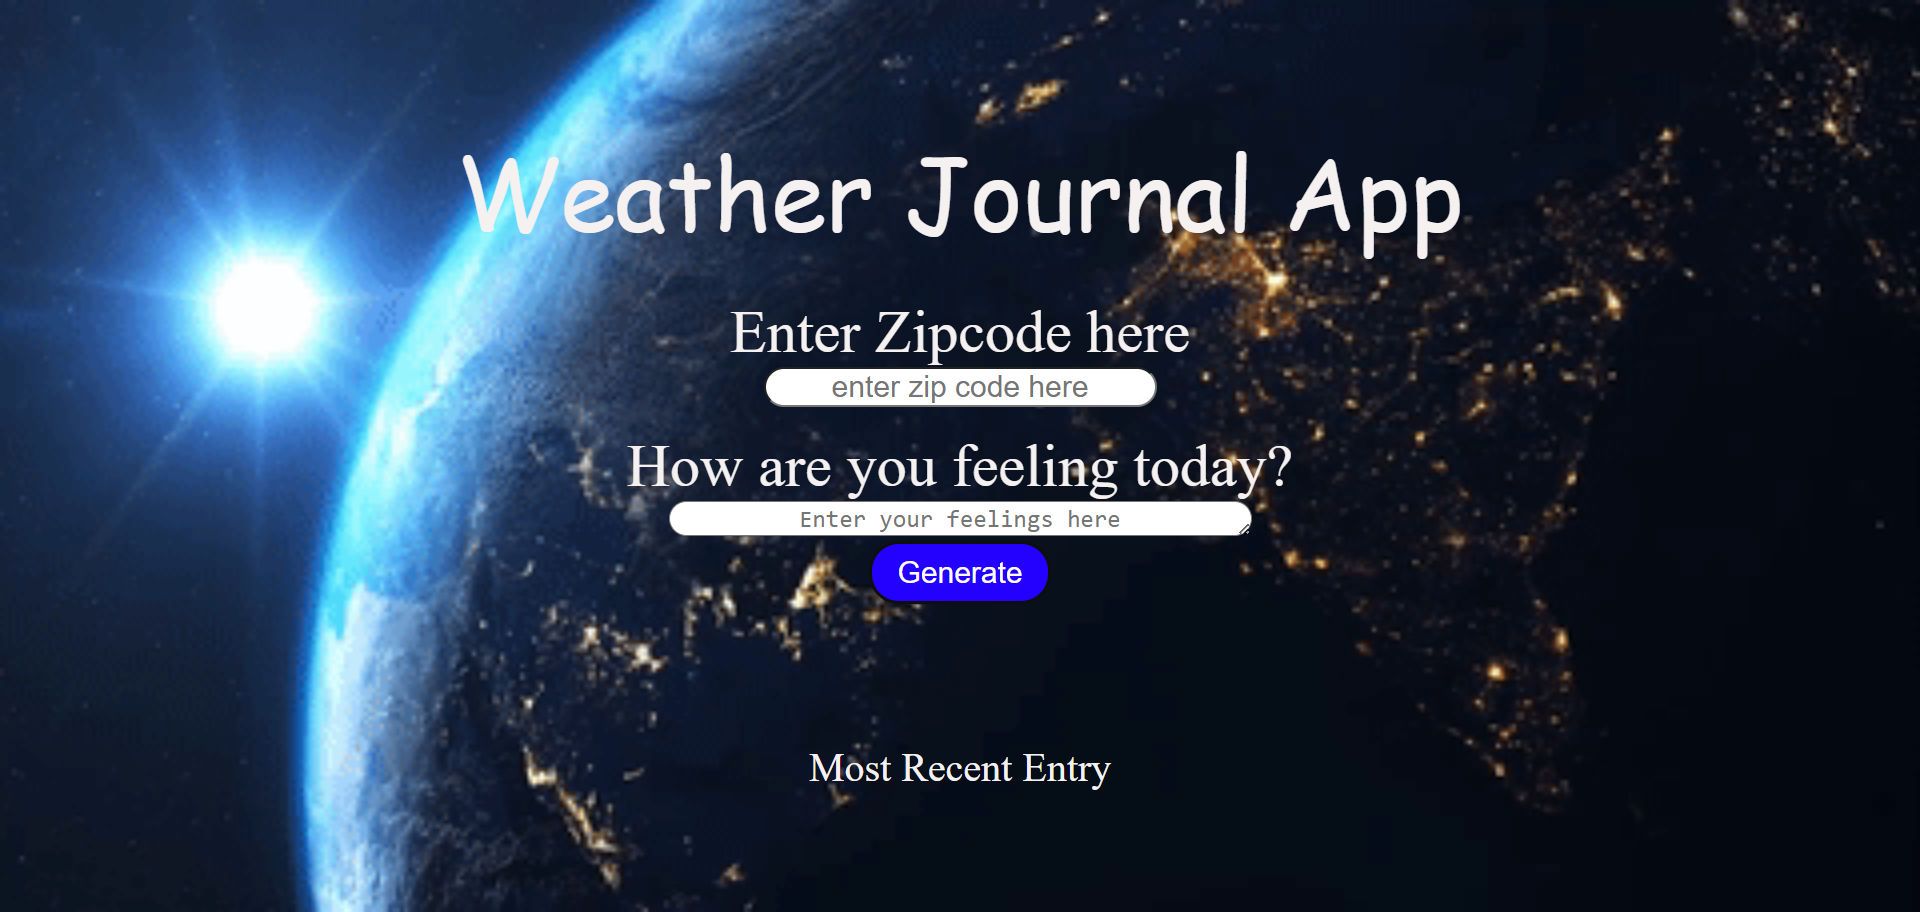 Weather Journal App
Enter Zipcode here
enter zip code here
How are you feeling today?
Enter your feelings here
Generate
Most Recent Entry